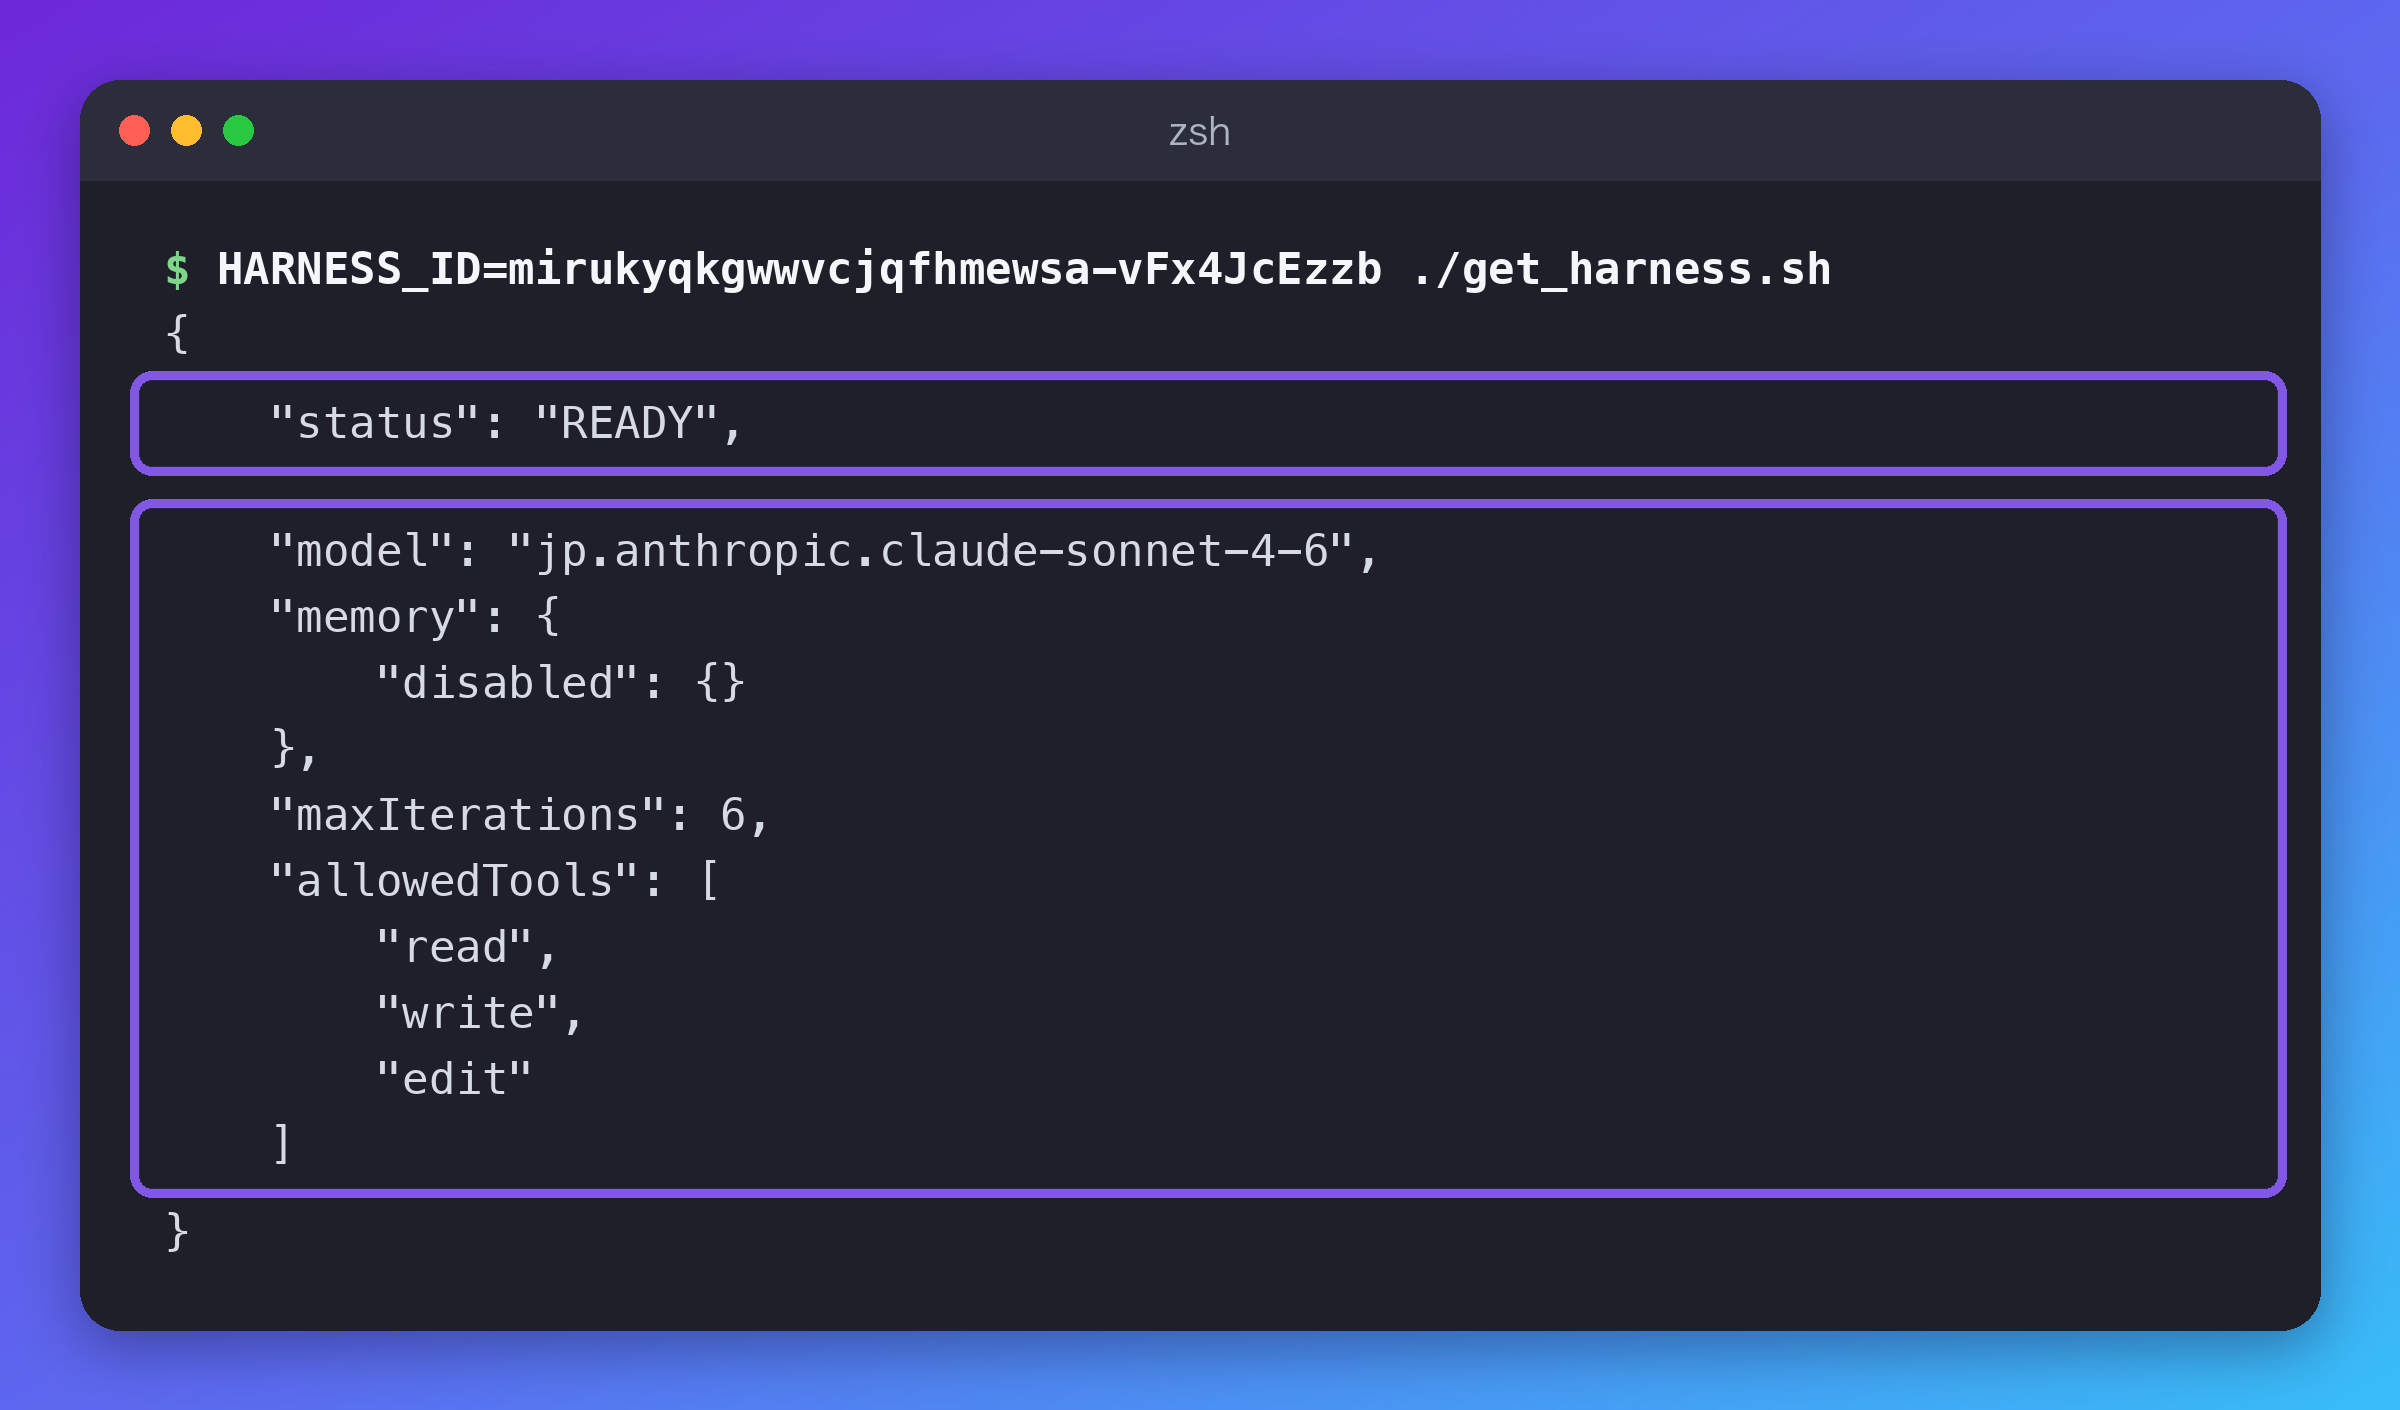 zsh
$ HARNESS_ID=mirukyqkgwwvcjqfhmewsa-vFx4JcEzzb ./get_harness.sh
{
    "status": "READY",
    "model": "jp.anthropic.claude-sonnet-4-6",
    "memory": {
        "disabled": {}
    },
    "maxIterations": 6,
    "allowedTools": [
        "read",
        "write",
        "edit"
    ]
}